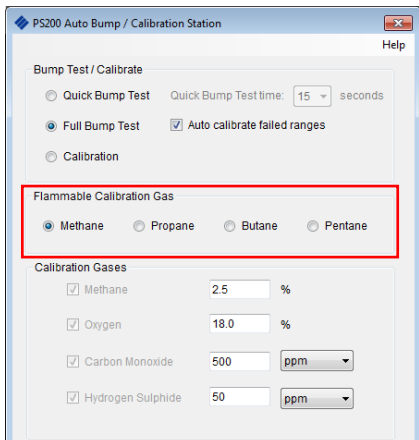 PS200 Auto Bump / Calibration Station
Help
Bump Test / Calibrate
Quick Bump Test Quick Bump Test time: 15 seconds
Full Bump Test Auto calibrate failed ranges
Calibration
Flammable Calibration Gas
Methane Propane Butane Pentane
Calibration Gases
Methane 2.5 %
Oxygen 18.0 %
Carbon Monoxide 500 ppm
Hydrogen Sulphide 50 ppm